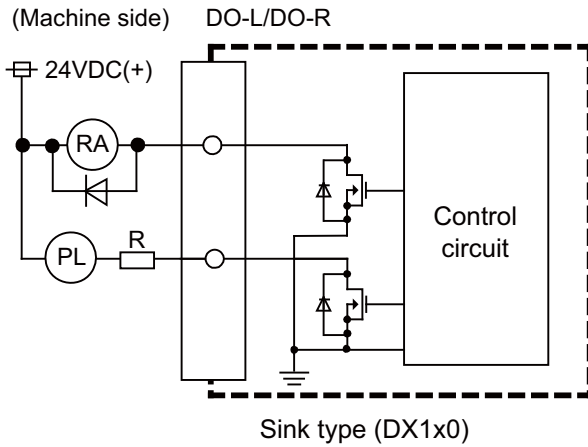 (Machine side) DO-L/DO-R
24VDC(+)
RA
R
PL
Control
circuit
Sink type (DX1x0)